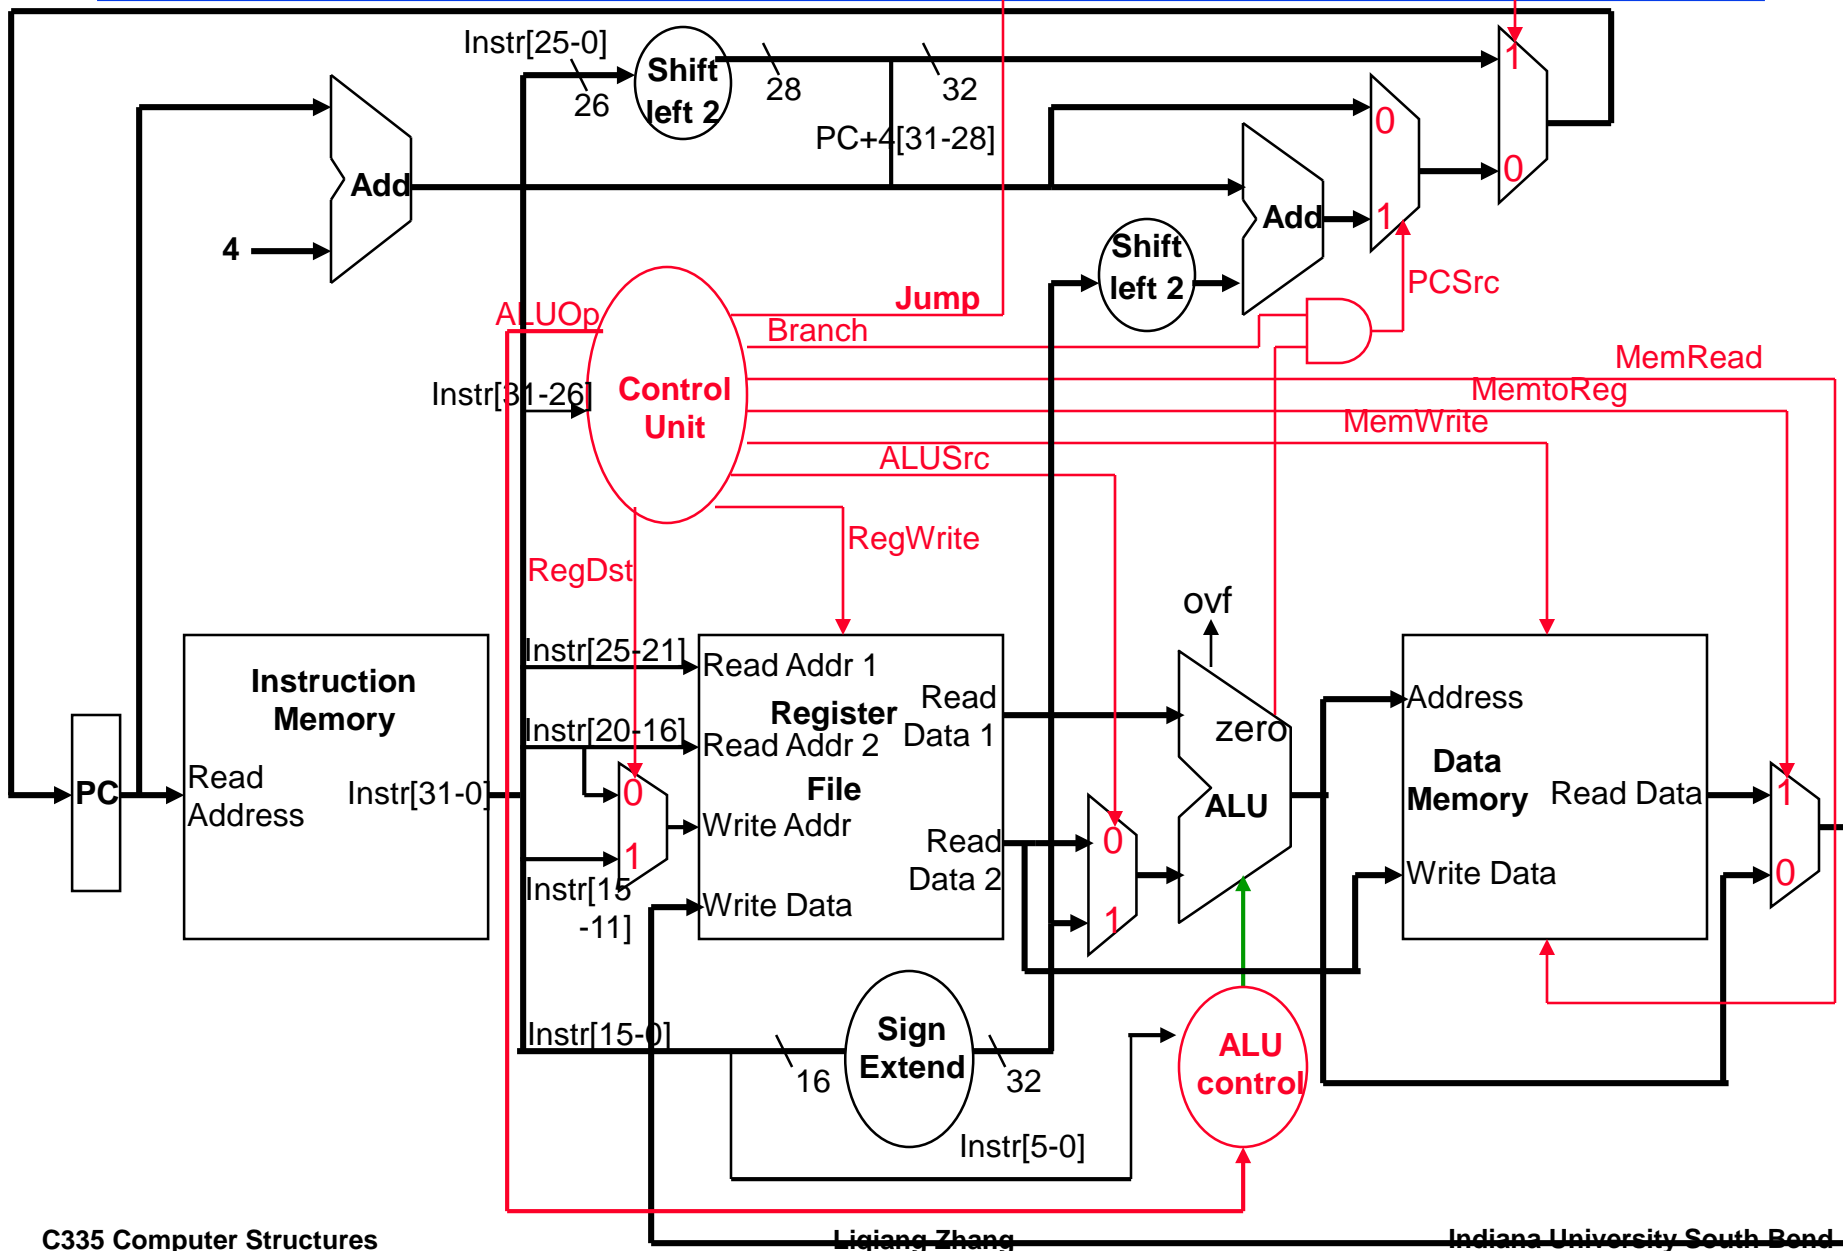 Instr[25-0]
26
Shift
left 2
28
32
PC+4[31-28]
1
0
0
1
Add
4
Add
Shift
left 2
PCSrc
ALUOp
Jump
Branch
MemRead
MemtoReg
MemWrite
ALUSrc
Instr[31-26]
Control
Unit
RegWrite
RegDst
ovf
Instruction
Memory
Read
Address
Instr[31-0]
PC
Instr[25-21]
Instr[20-16]
0
1
Instr[15
-11]
Read Addr 1
Register
Read Addr 2
File
Write Addr
Write Data
Read
Data 1
Read
Data 2
0
1
zero
ALU
Address
Data
Memory
Read Data
Write Data
1
0
Instr[15-0]
16
Sign
Extend
32
ALU
control
Instr[5-0]
C335 Computer Structures
Liqiang Zhang
Indiana University South Bend